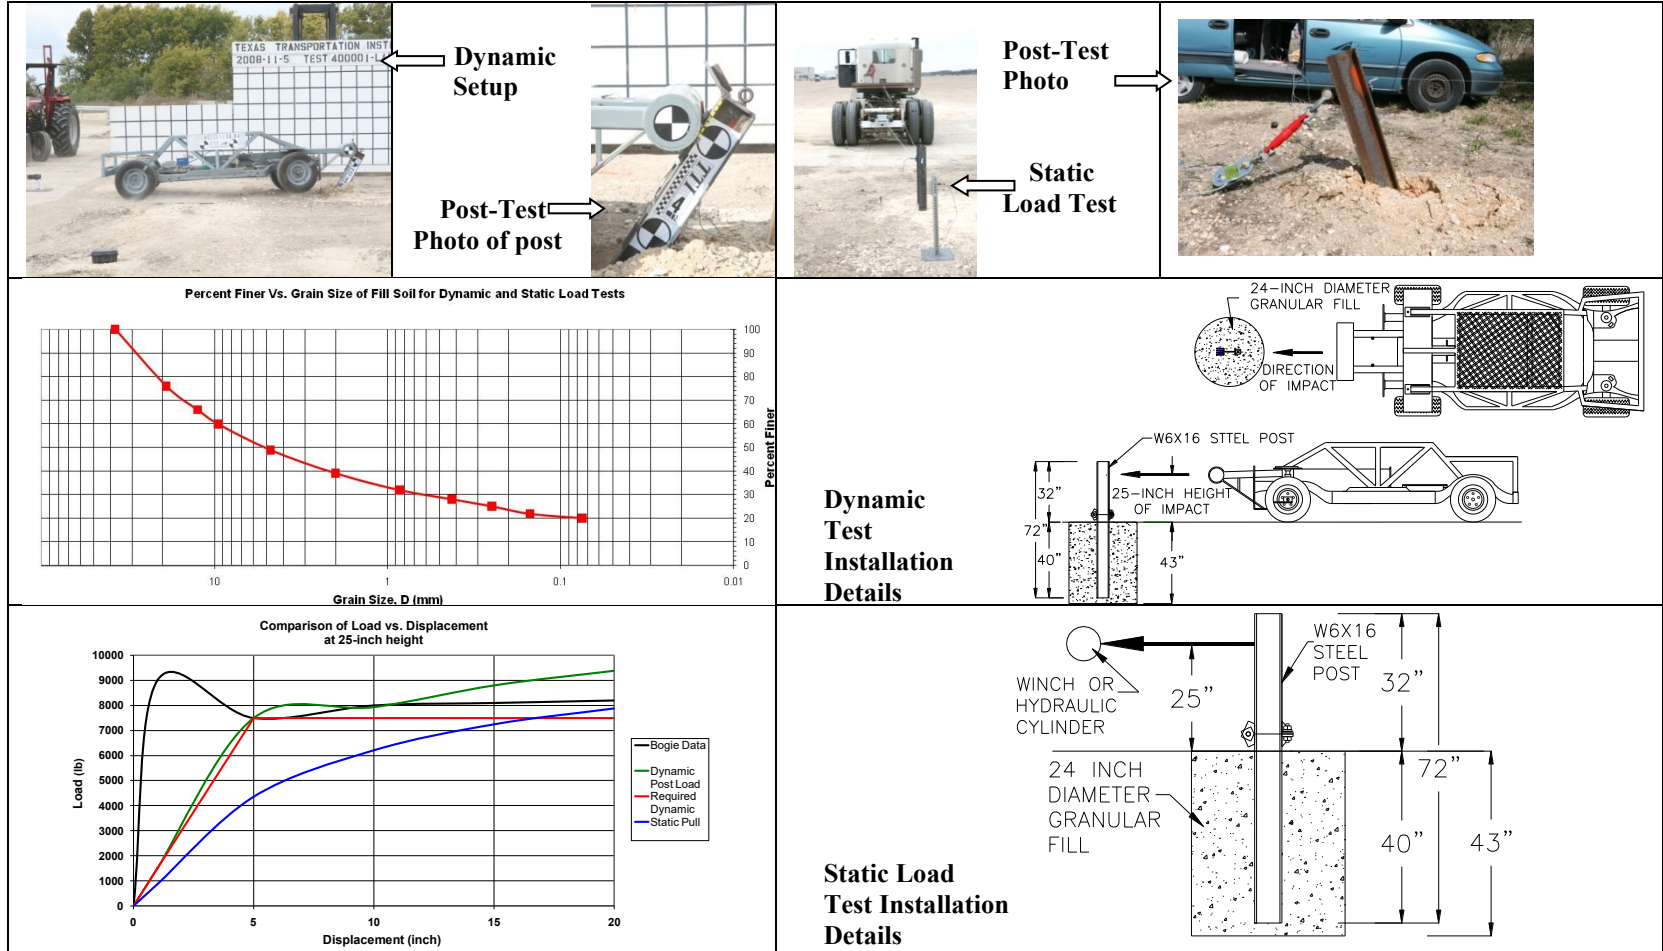 TEXAS TRANSPORTATION INST
2008-11-5 TEST 400001-L
Dynamic
Setup
Post-Test
Photo of post
TTI
4
Post-Test
Photo
Static
Load Test
Percent Finer Vs. Grain Size of Fill Soil for Dynamic and Static Load Tests
100
90
80
70
60
50
40
30
20
10
0
Percent Finer
10
1
0.1
0.01
Grain Size, D (mm)
24-INCH DIAMETER
GRANULAR FILL
DIRECTION
OF IMPACT
W6X16 STTEL POST
32"
25-INCH HEIGHT
OF IMPACT
72"
40"
43"
Dynamic
Test
Installation
Details
Comparison of Load vs. Displacement
at 25-inch height
10000
9000
8000
7000
6000
5000
4000
3000
2000
1000
0
Load (lb)
0
5
10
15
20
Displacement (inch)
Bogie Data
Dynamic
Post Load
Required
Dynamic
Static Pull
W6X16
STEEL
POST
WINCH OR
HYDRAULIC
CYLINDER
25"
32"
72"
24 INCH
DIAMETER
GRANULAR
FILL
40"
43"
Static Load
Test Installation
Details